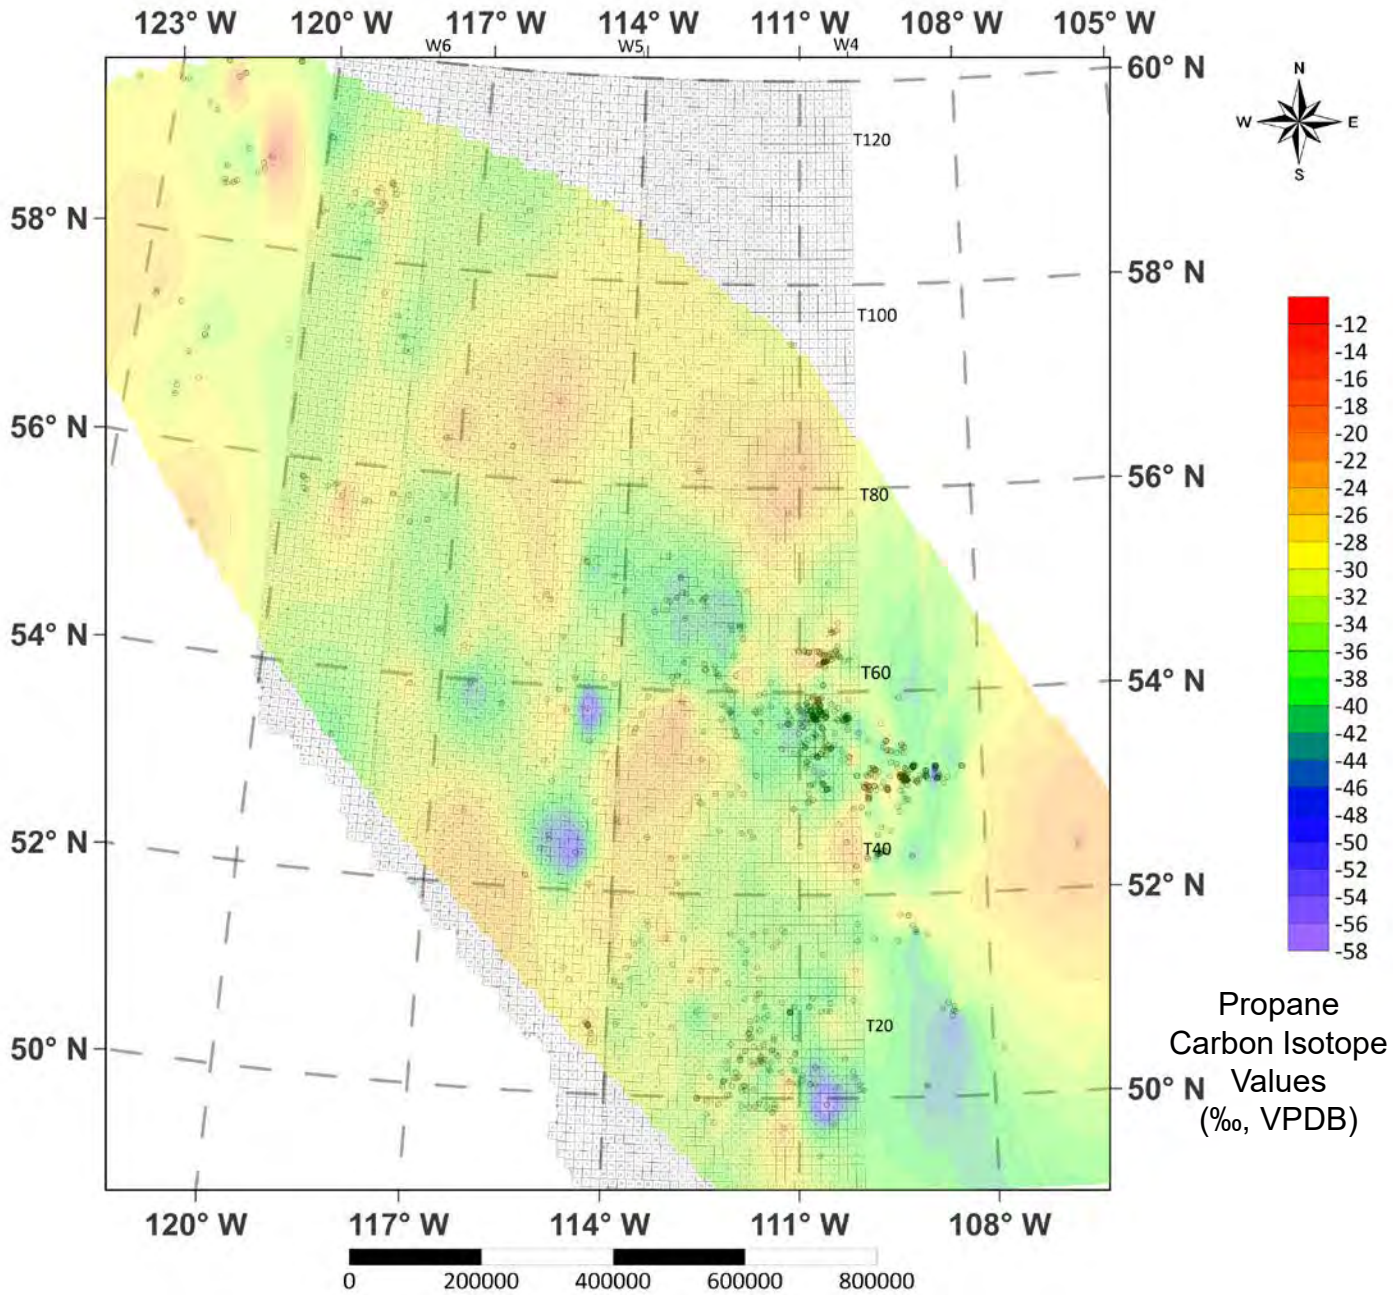 123° W 120° W 117° W 114° W 111° W 108° W 105° W
W6 W5 W4
60° N
N
W E
S
T120
58° N
58° N
T100
-12
-14
-16
-18
-20
-22
-24
-26
-28
-30
-32
-34
-36
-38
-40
-42
-44
-46
-48
-50
-52
-54
-56
-58
56° N
56° N
T80
54° N
54° N
T60
52° N
52° N
T40
Propane
Carbon Isotope
Values
(‰, VPDB)
T20
50° N
50° N
120° W 117° W 114° W 111° W 108° W
0 200000 400000 600000 800000